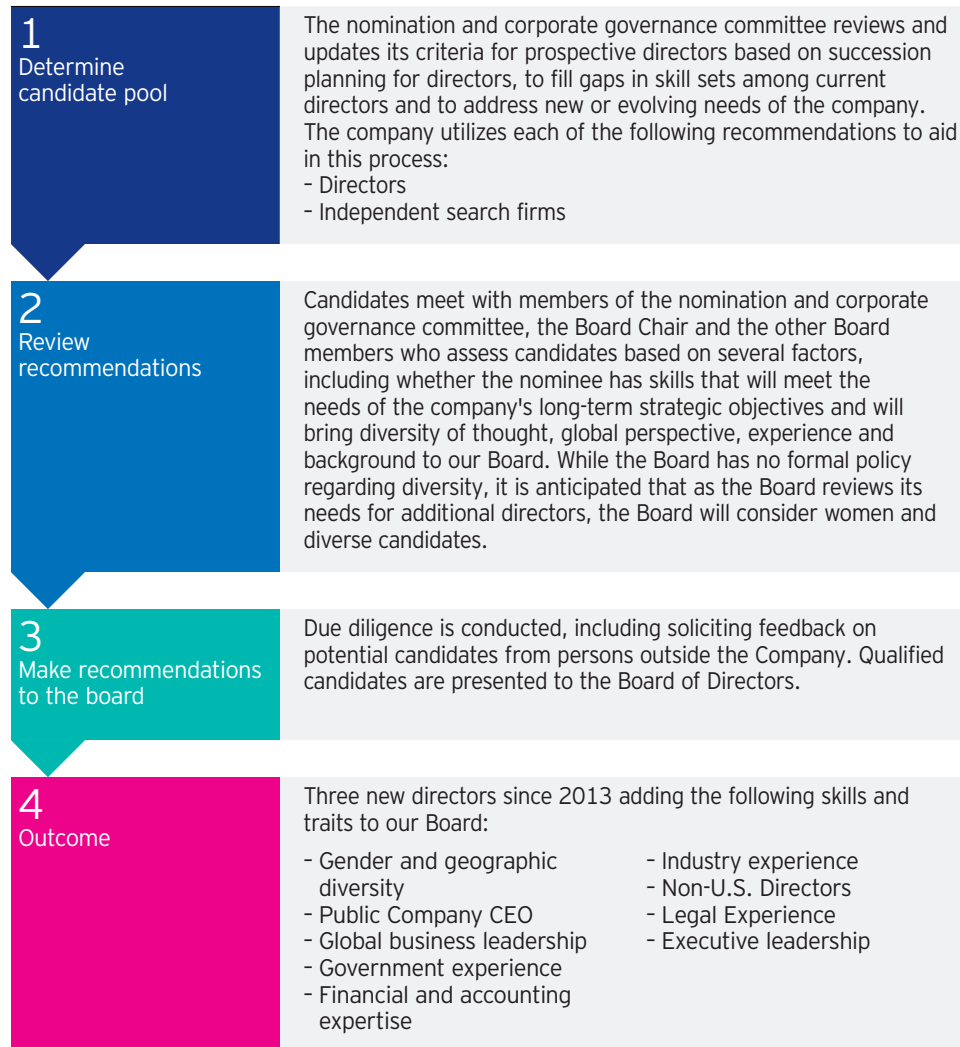 1
Determine
candidate pool
The nomination and corporate governance committee reviews and
updates its criteria for prospective directors based on succession
planning for directors, to fill gaps in skill sets among current
directors and to address new or evolving needs of the company.
The company utilizes each of the following recommendations to aid
in this process:
– Directors
– Independent search firms
2
Review
recommendations
Candidates meet with members of the nomination and corporate
governance committee, the Board Chair and the other Board
members who assess candidates based on several factors,
including whether the nominee has skills that will meet the
needs of the company's long-term strategic objectives and will
bring diversity of thought, global perspective, experience and
background to our Board. While the Board has no formal policy
regarding diversity, it is anticipated that as the Board reviews its
needs for additional directors, the Board will consider women and
diverse candidates.
3
Make recommendations
to the board
Due diligence is conducted, including soliciting feedback on
potential candidates from persons outside the Company. Qualified
candidates are presented to the Board of Directors.
4
Outcome
Three new directors since 2013 adding the following skills and
traits to our Board:
– Gender and geographic
diversity
– Public Company CEO
– Global business leadership
– Government experience
– Financial and accounting
expertise
– Industry experience
– Non-U.S. Directors
– Legal Experience
– Executive leadership